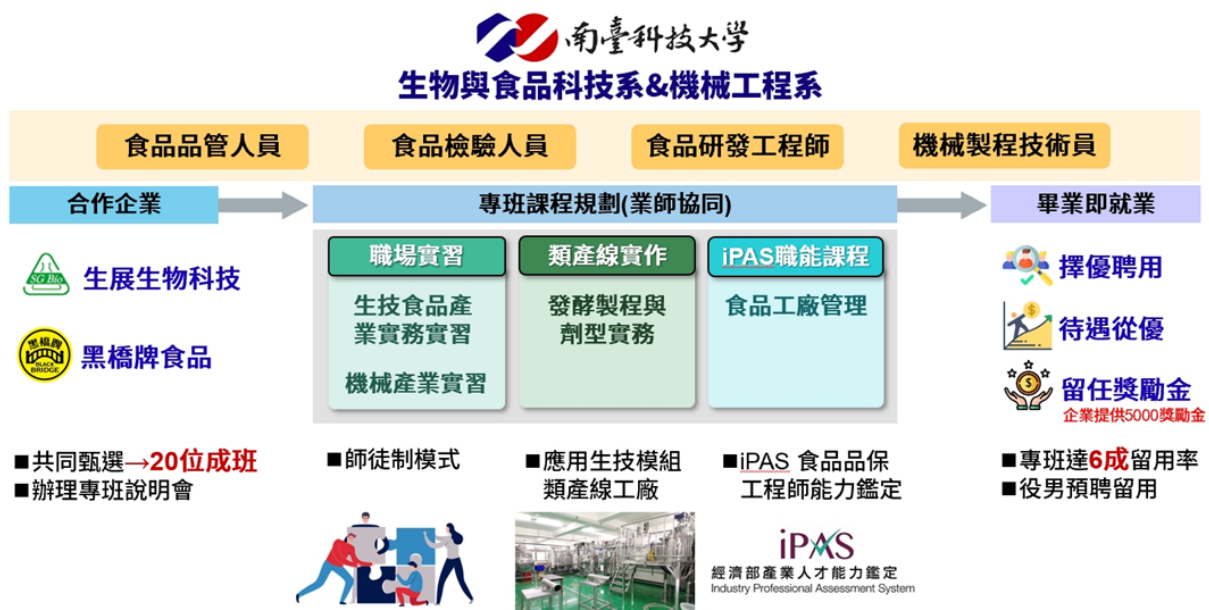 南臺科技大學
生物與食品科技系&機械工程系
食品品管人員
食品檢驗人員
食品研發工程師
機械製程技術員
合作企業
專班課程規劃(業師協同)
畢業即就業
SG Bio
生展生物科技
黑橋牌
BLACK
BRIDGE
黑橋牌食品
職場實習
生技食品產
業實務實習
機械產業實習
類產線實作
發酵製程與
劑型實務
iPAS職能課程
食品工廠管理
擇優聘用
待遇從優
留任獎勵金
企業提供5000獎勵金
■共同甄選→20位成班
■辦理專班說明會
■師徒制模式
■應用生技模組
類產線工廠
■iPAS 食品品保
工程師能力鑑定
iPAS
經濟部產業人才能力鑑定
Industry Professional Assessment System
■專班達6成留用率
■役男預聘留用